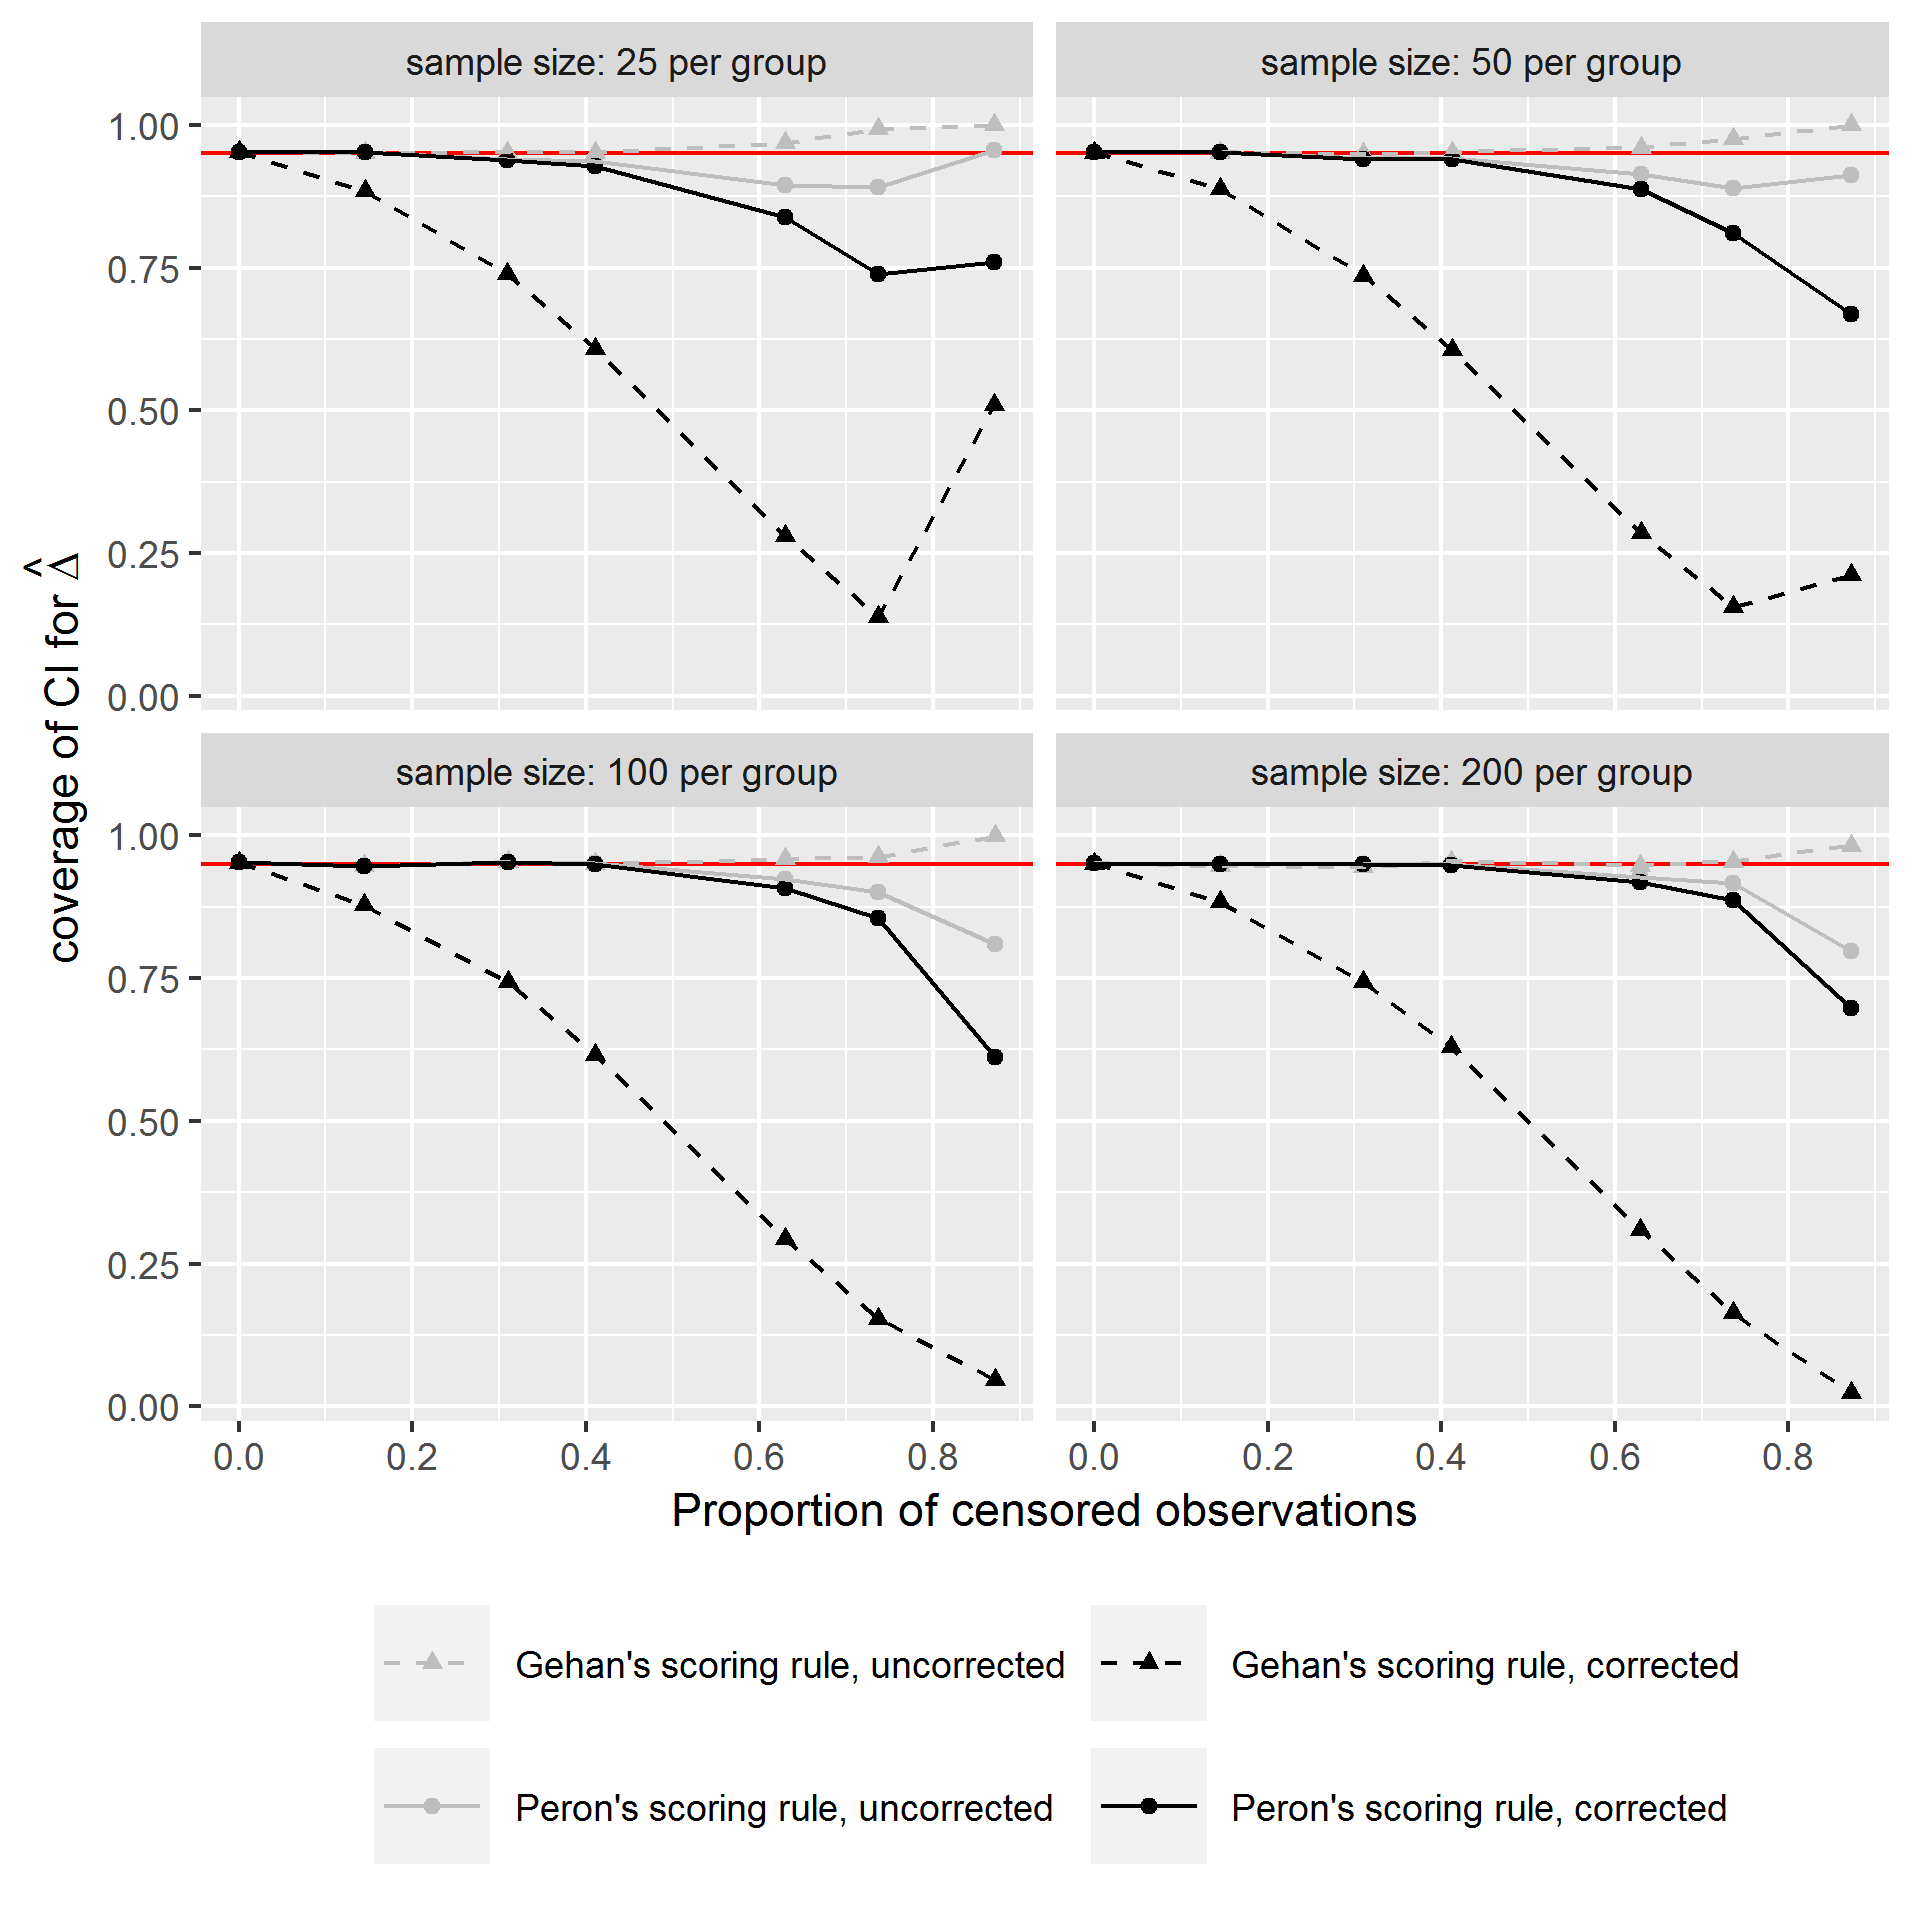 sample size: 25 per group
sample size: 50 per group
1.00
0.75
0.50
0.25
0.00
coverage of CI for Δ̂
sample size: 100 per group
sample size: 200 per group
1.00
0.75
0.50
0.25
0.00
0.0 0.2 0.4 0.6 0.8 0.0 0.2 0.4 0.6 0.8
Proportion of censored observations
Gehan's scoring rule, uncorrected
Gehan's scoring rule, corrected
Peron's scoring rule, uncorrected
Peron's scoring rule, corrected